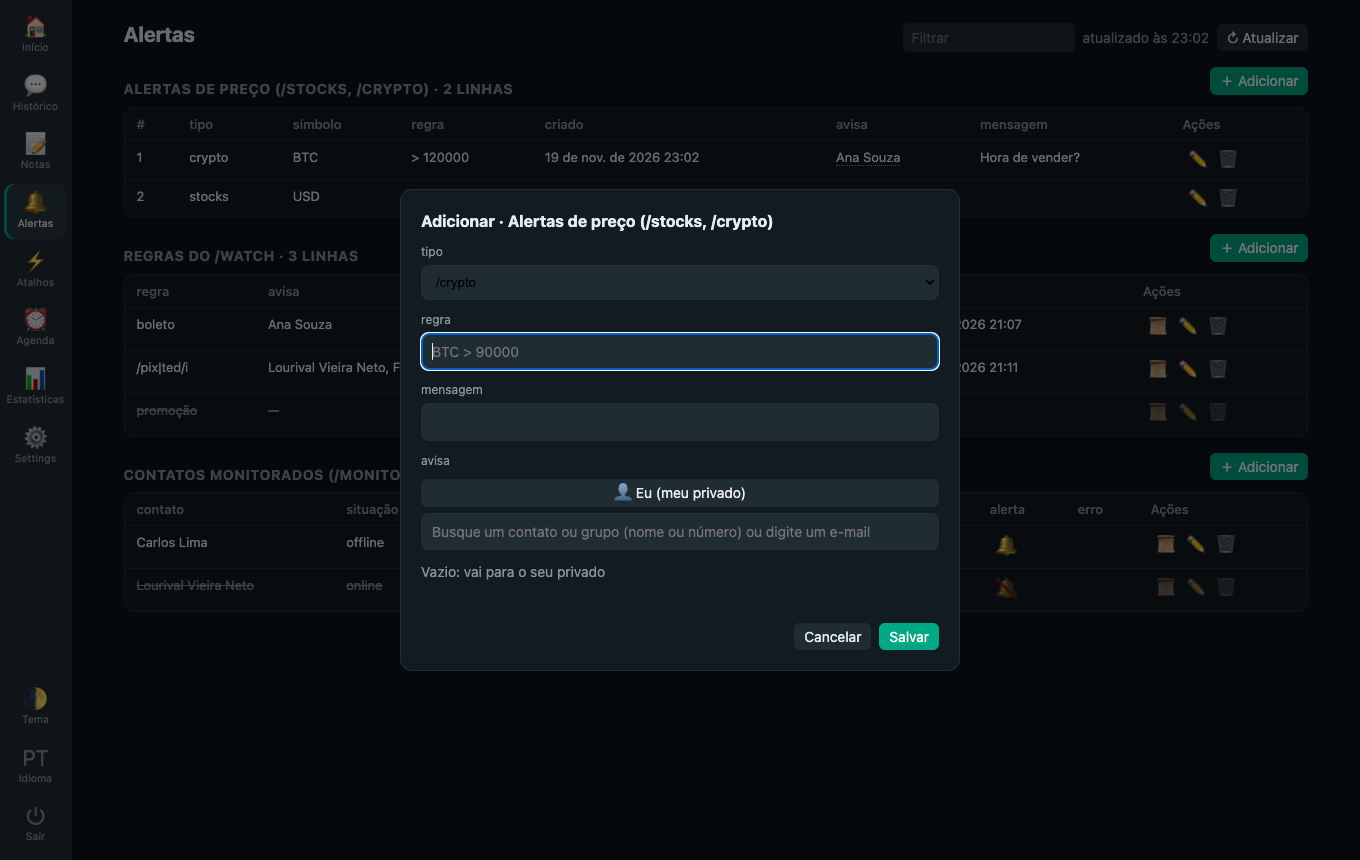 Início
Histórico
Notas
Alertas
Atalhos
Agenda
Estatísticas
Settings
Tema
PT
Idioma
Sair
Alertas
Filtrar
atualizado às 23:02
↻ Atualizar
ALERTAS DE PREÇO (/STOCKS, /CRYPTO) · 2 LINHAS
+ Adicionar
# tipo símbolo regra criado avisa mensagem Ações
1 crypto BTC > 120000 19 de nov. de 2026 23:02 Ana Souza Hora de vender?
2 stocks USD
REGRAS DO /WATCH · 3 LINHAS
+ Adicionar
regra avisa Ações
boleto Ana Souza 2026 21:07
/pix|ted/i Lourival Vieira Neto, F 2026 21:11
promoção —
CONTATOS MONITORADOS (/MONITO
+ Adicionar
contato situação alerta erro Ações
Carlos Lima offline
Lourival Vieira Neto online
Adicionar · Alertas de preço (/stocks, /crypto)
tipo
/crypto
regra
BTC > 90000
mensagem
avisa
Eu (meu privado)
Busque um contato ou grupo (nome ou número) ou digite um e-mail
Vazio: vai para o seu privado
Cancelar
Salvar